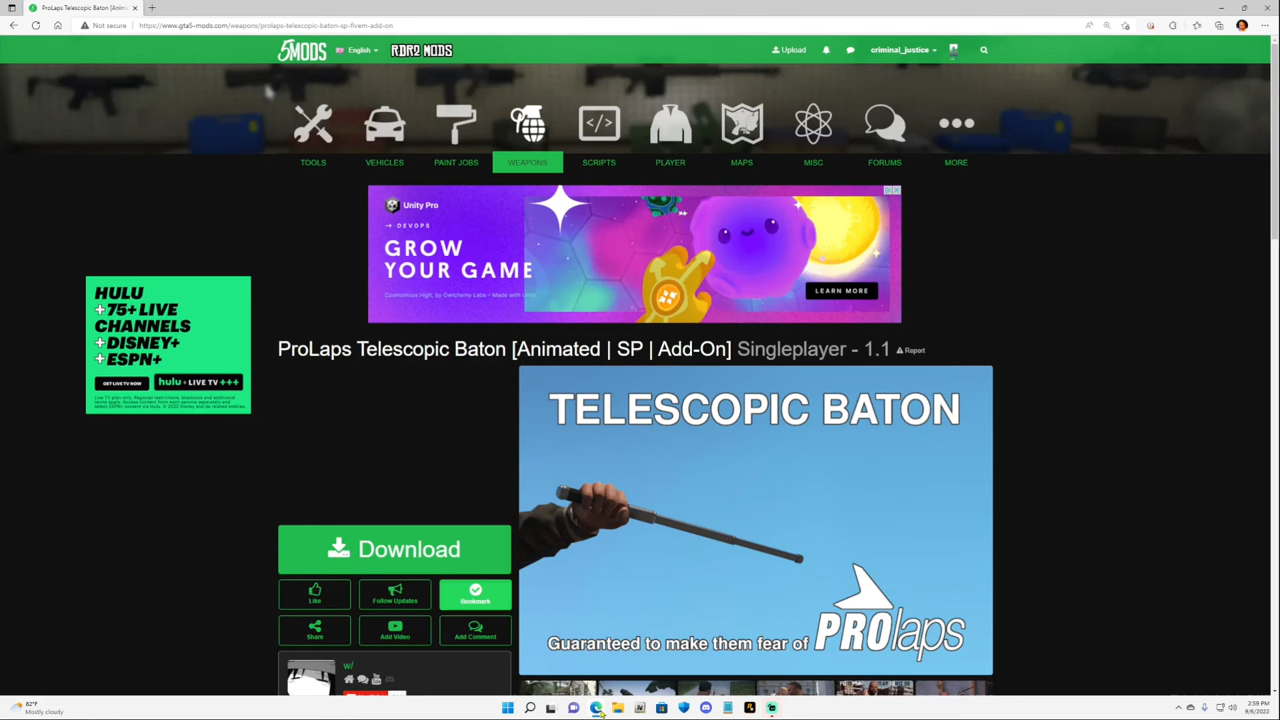 ProLaps Telescopic Baton [Anima
Not secure
https://www.gta5-mods.com/weapons/prolaps-telescopic-baton-sp-fivem-add-on
5MODS
English
RDR2 MODS
Upload
criminal_justice
TOOLS
VEHICLES
PAINT JOBS
WEAPONS
SCRIPTS
PLAYER
MAPS
MISC
FORUMS
MORE
Unity Pro
→ DEVOPS
GROW
YOUR GAME
LEARN MORE
HULU
+75+ LIVE
CHANNELS
+DISNEY+
+ESPN+
GET LIVE TV NOW
hulu + LIVE TV +++
ProLaps Telescopic Baton [Animated | SP | Add-On] Singleplayer - 1.1
Report
TELESCOPIC BATON
Guaranteed to make them fear of PROlaps
Download
Like
Follow Updates
Bookmark
Share
Add Video
Add Comment
w/
82°F
Mostly cloudy
2:59 PM
9/6/2022